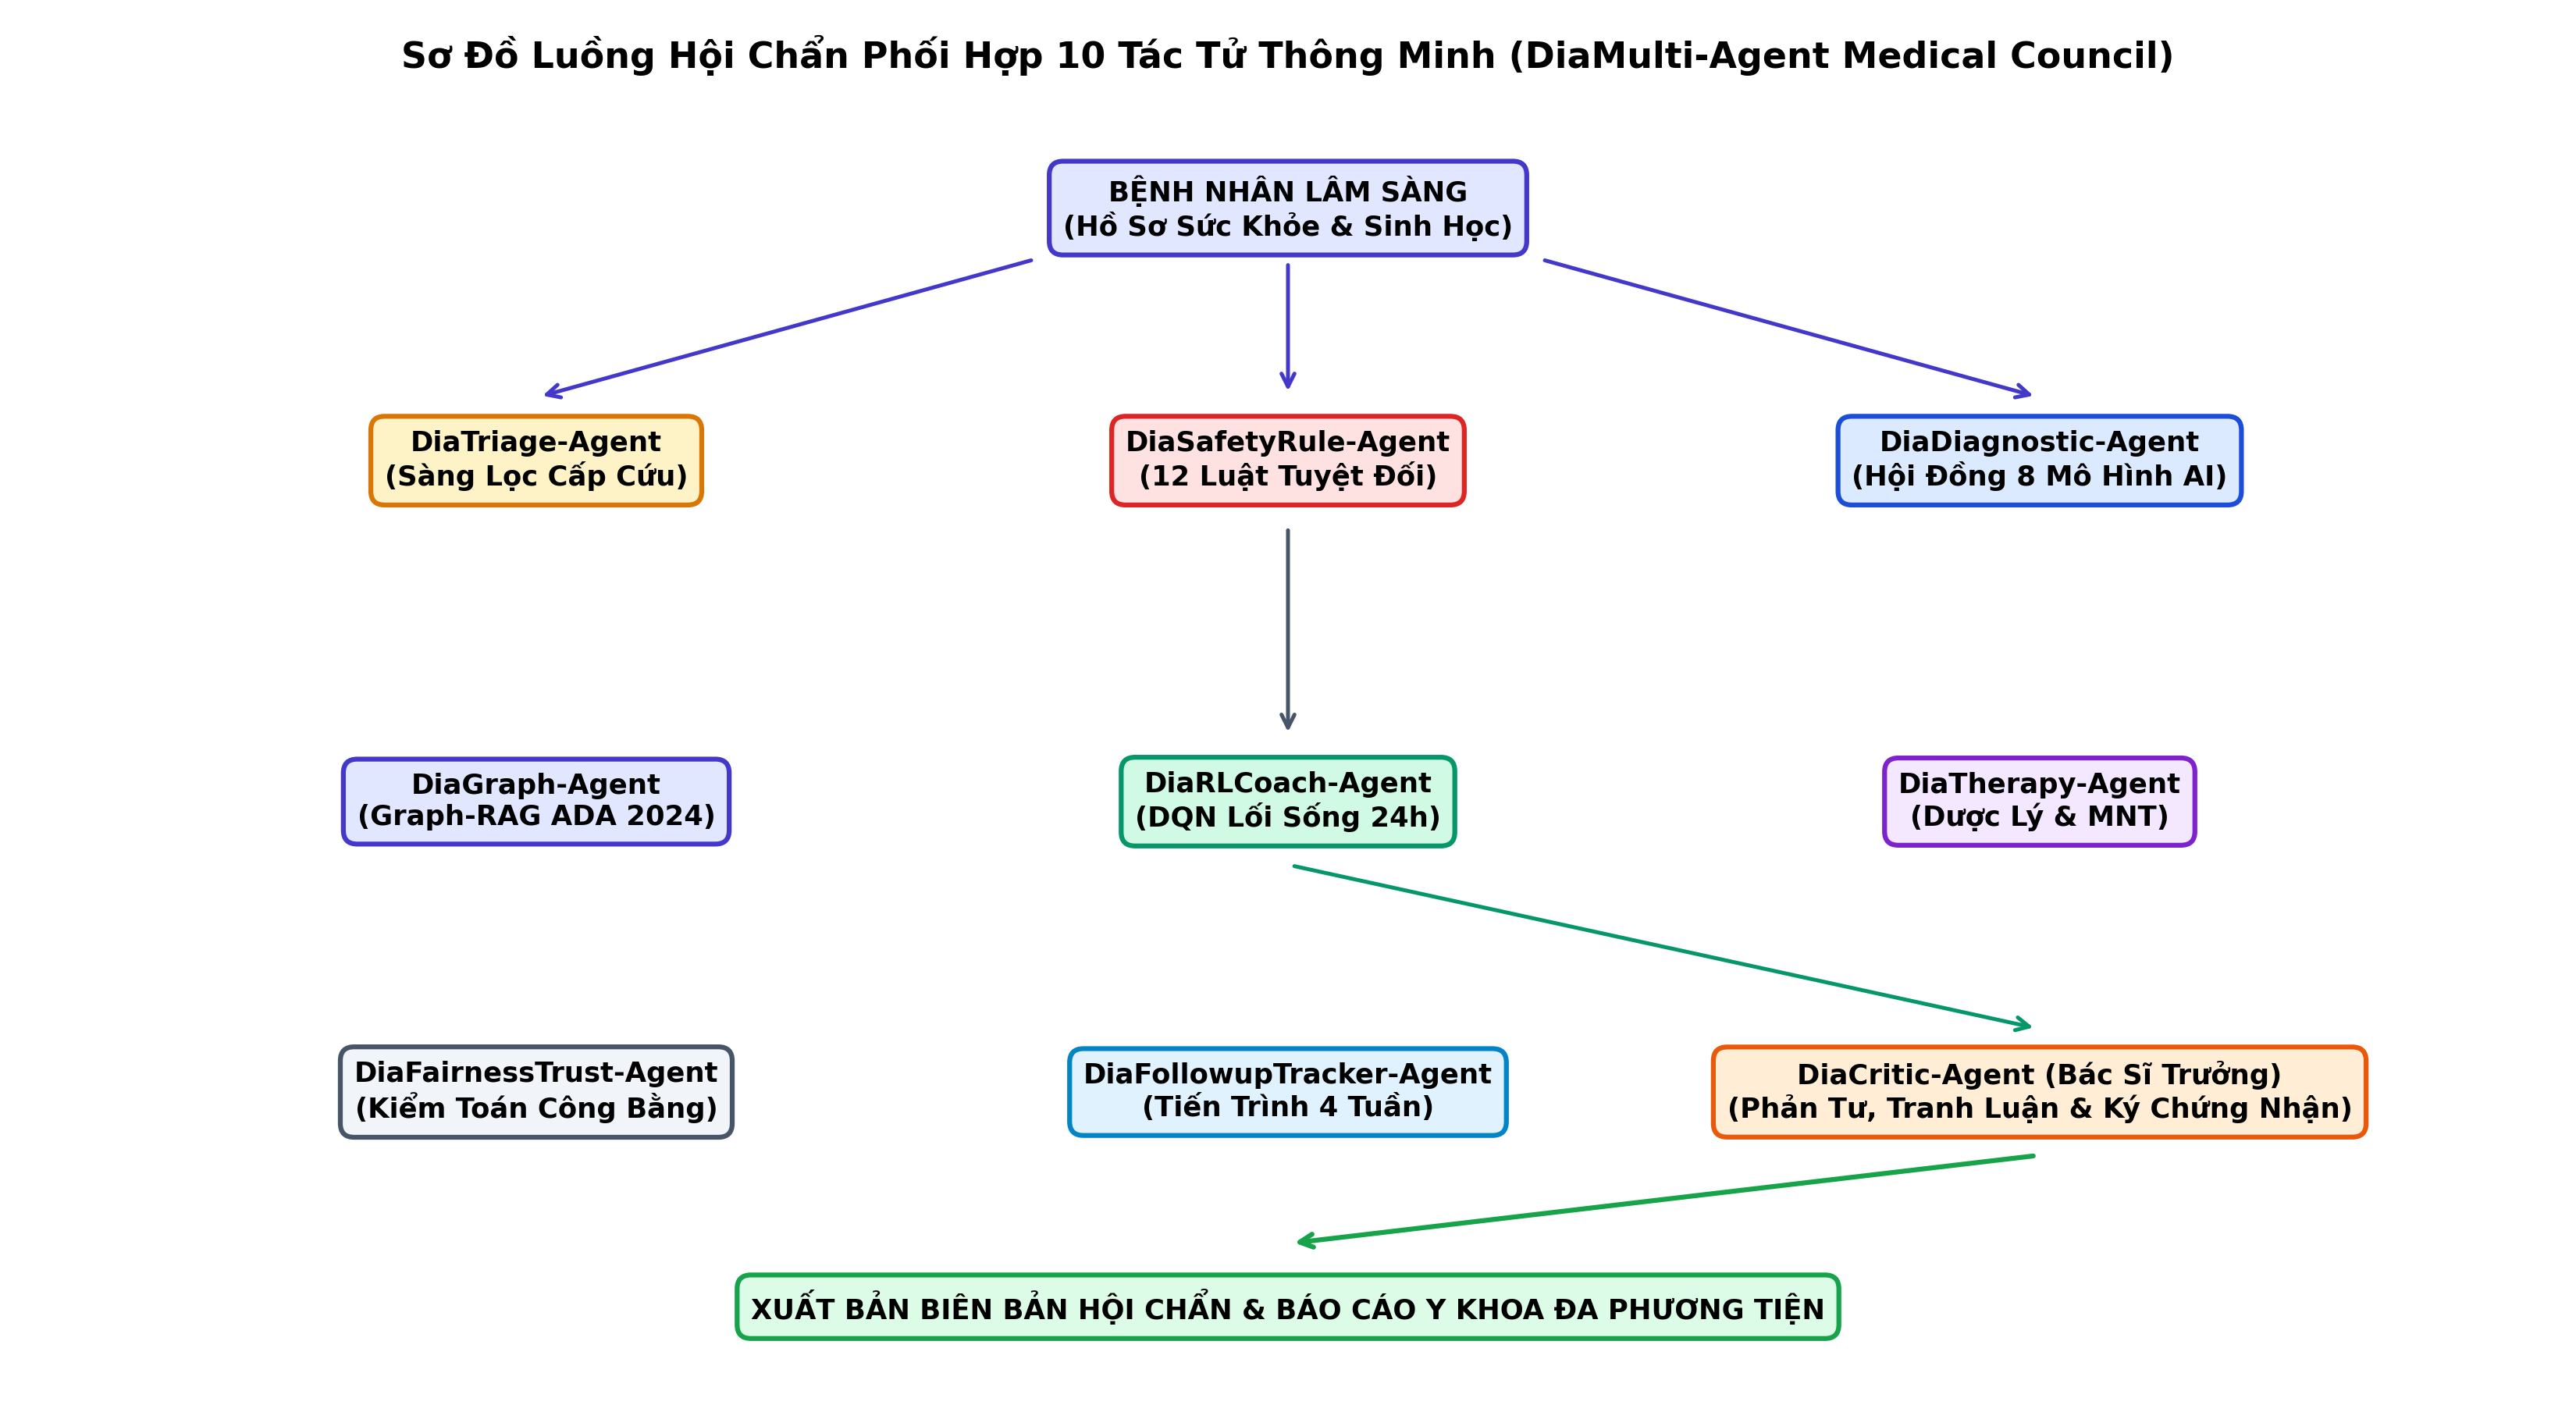 Sơ Đồ Luồng Hội Chẩn Phối Hợp 10 Tác Tử Thông Minh (DiaMulti-Agent Medical Council)
BỆNH NHÂN LÂM SÀNG
(Hồ Sơ Sức Khỏe & Sinh Học)
DiaTriage-Agent
(Sàng Lọc Cấp Cứu)
DiaSafetyRule-Agent
(12 Luật Tuyệt Đối)
DiaDiagnostic-Agent
(Hội Đồng 8 Mô Hình AI)
DiaGraph-Agent
(Graph-RAG ADA 2024)
DiaRLCoach-Agent
(DQN Lối Sống 24h)
DiaTherapy-Agent
(Dược Lý & MNT)
DiaFairnessTrust-Agent
(Kiểm Toán Công Bằng)
DiaFollowupTracker-Agent
(Tiến Trình 4 Tuần)
DiaCritic-Agent (Bác Sĩ Trưởng)
(Phản Tư, Tranh Luận & Ký Chứng Nhận)
XUẤT BẢN BIÊN BẢN HỘI CHẨN & BÁO CÁO Y KHOA ĐA PHƯƠNG TIỆN